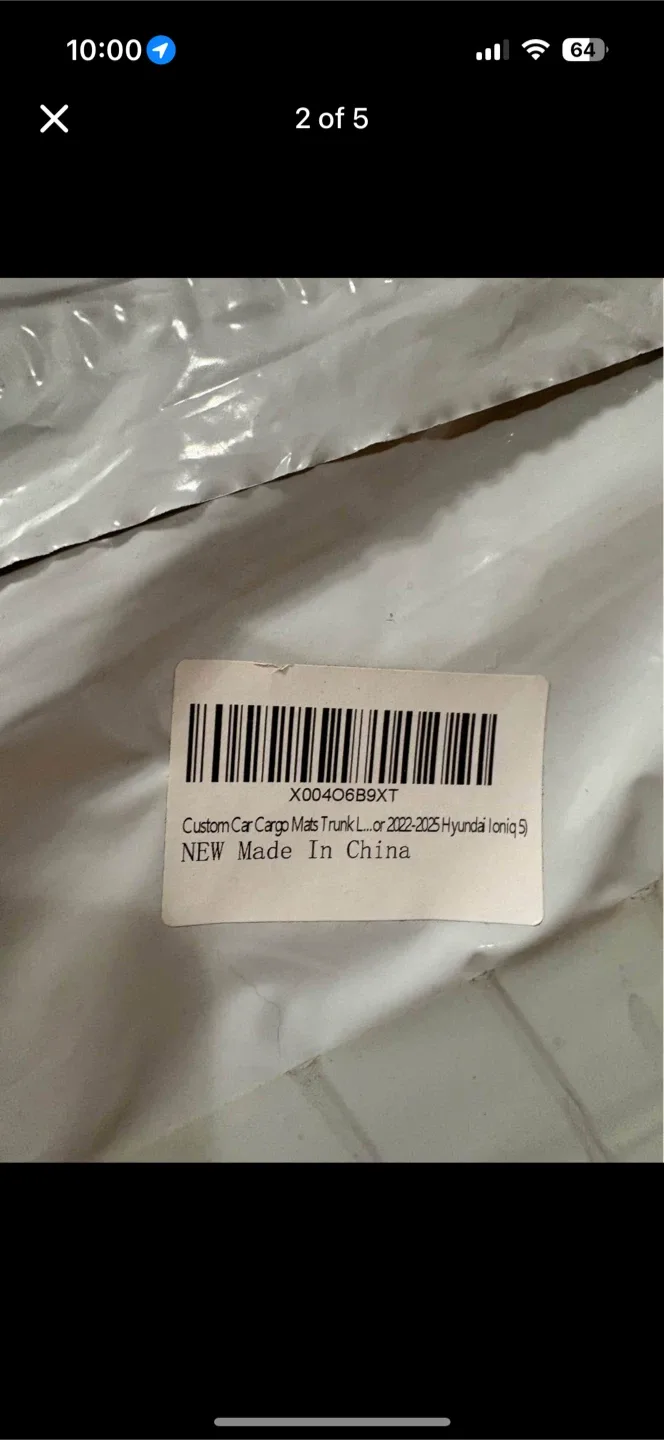 10:00
64
2 of 5
X004O6B9XT
Custom Car Cargo Mats Trunk L...or 2022-2025 Hyundai Ioniq 5)
NEW Made In China